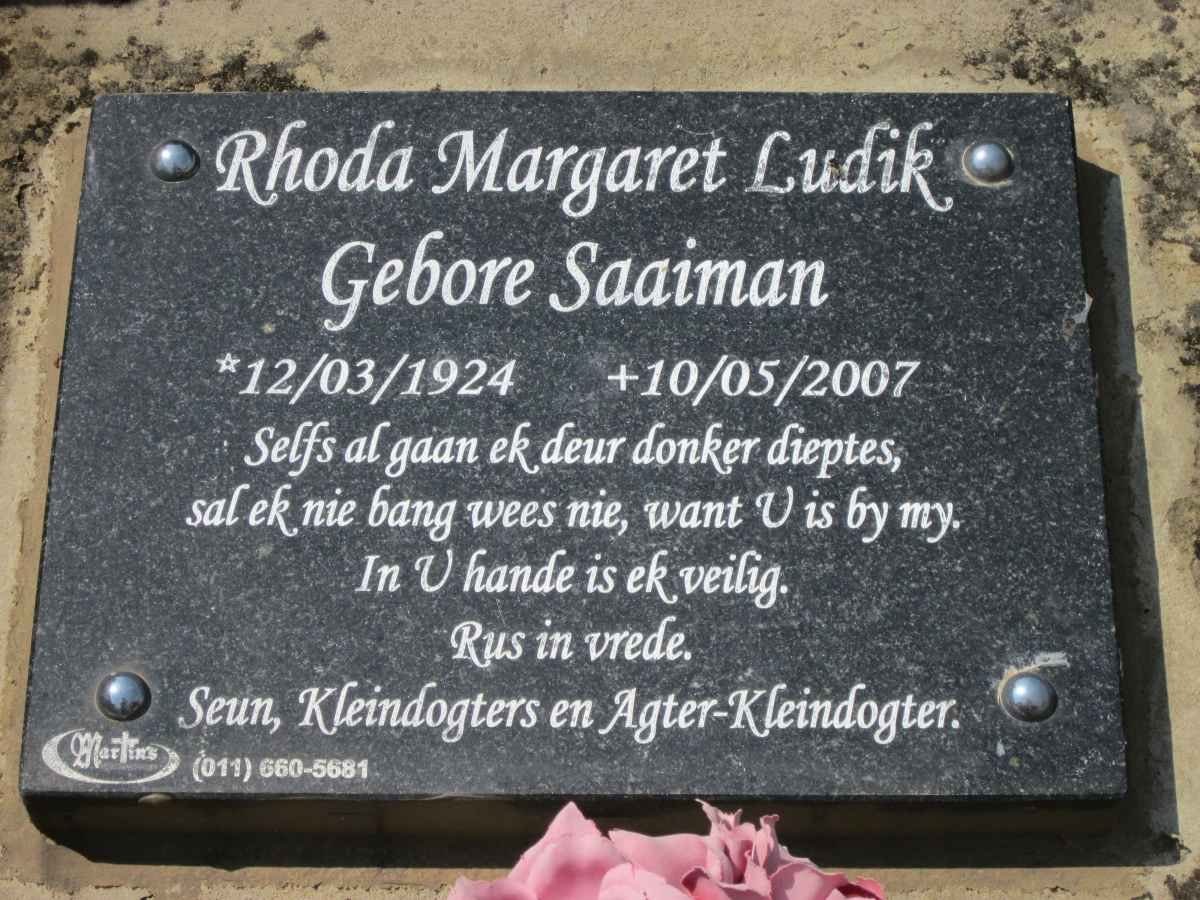 Rhoda Margaret Ludik
Gebore Saaiman
*12/03/1924 +10/05/2007
Selfs al gaan ek deur donker dieptes,
sal ek nie bang wees nie, want U is by my.
In U hande is ek veilig.
Rus in vrede.
Seun, Kleindogters en Agter-Kleindogter.
Martin's (011) 660-5681